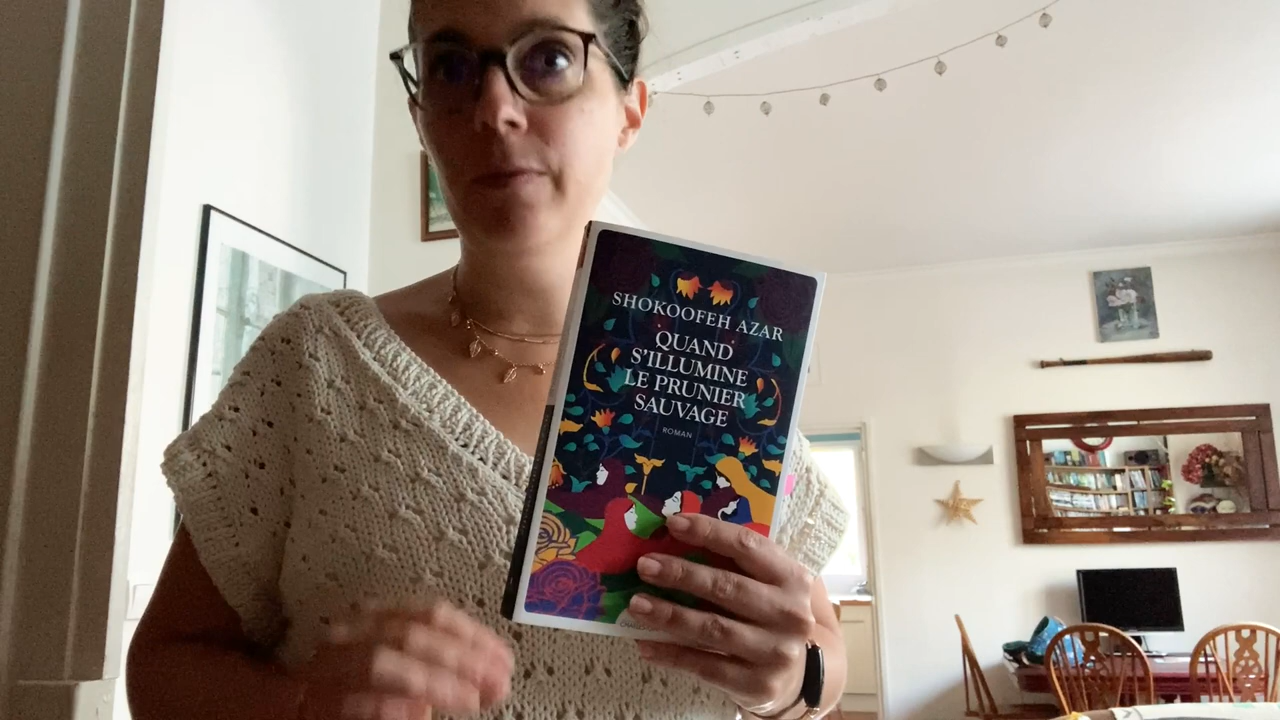 SHOKOOFEH AZAR
QUAND
S'ILLUMINE
LE PRUNIER
SAUVAGE
ROMAN